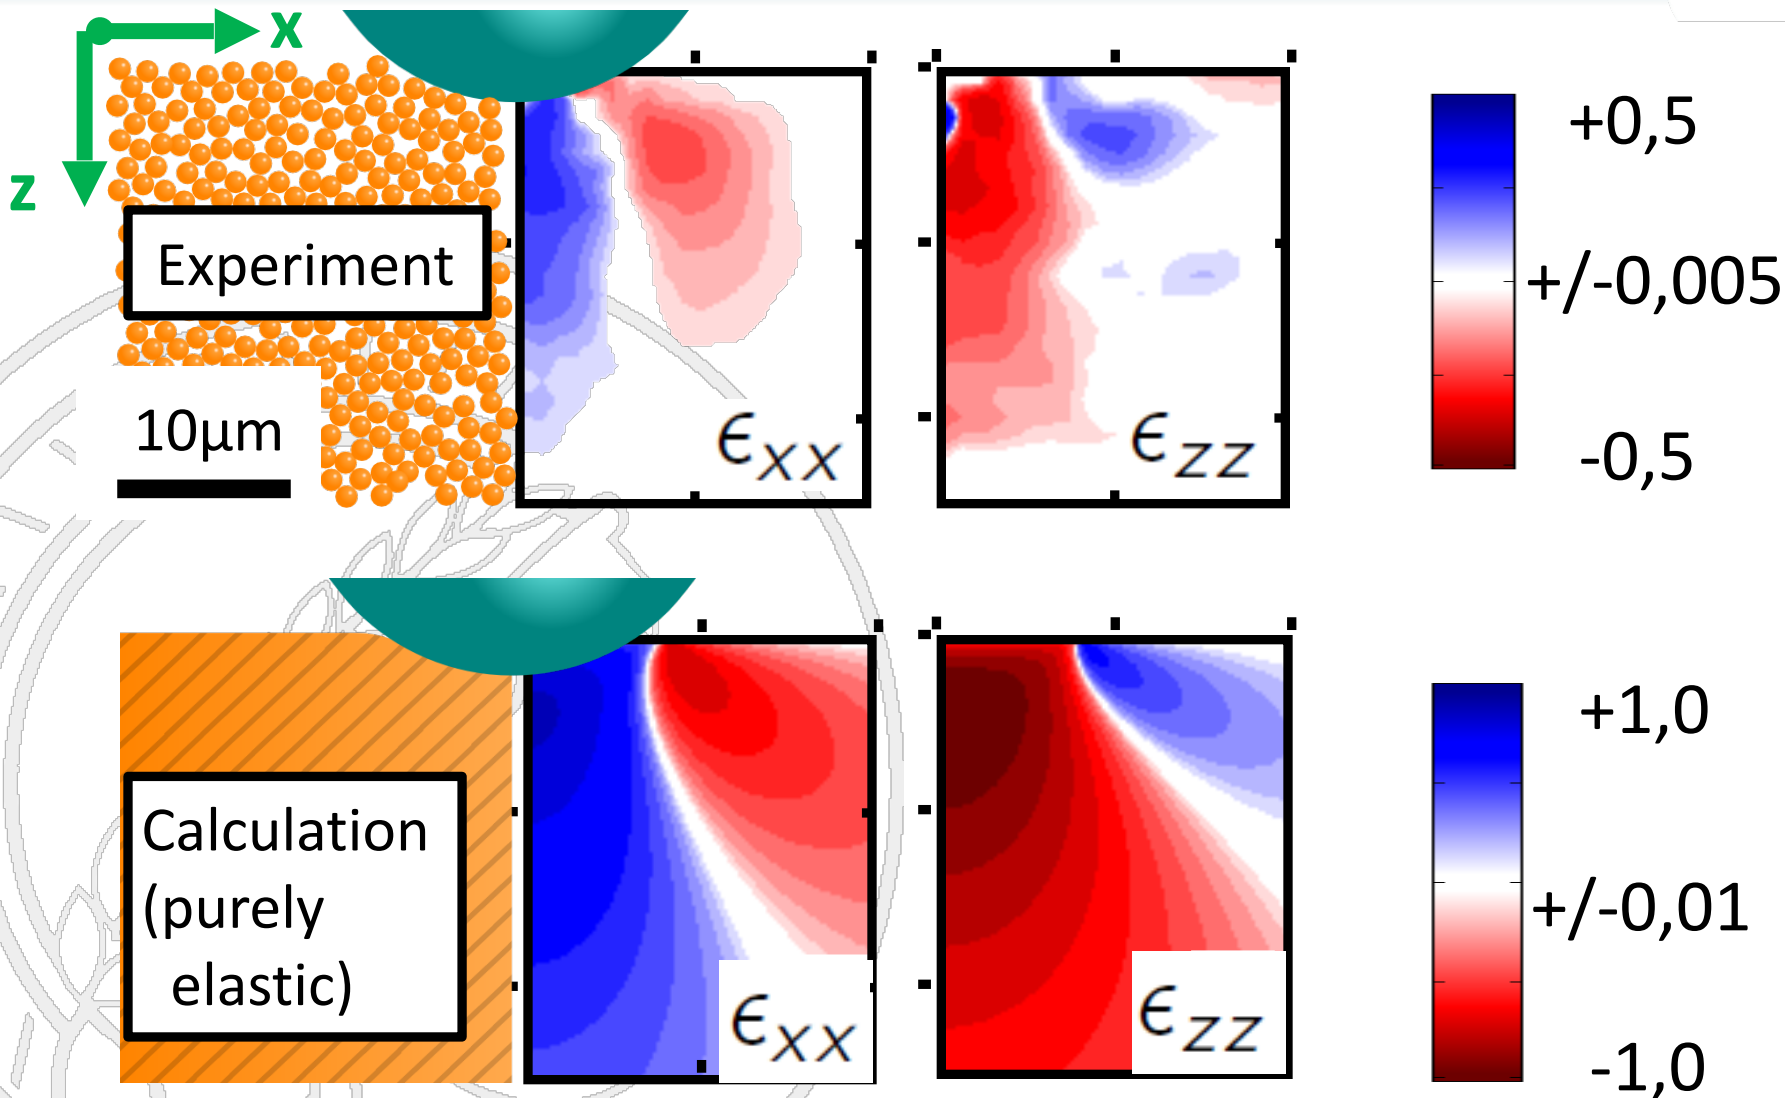 x
z
Experiment
10µm
ϵxx
ϵzz
+0,5
+/-0,005
-0,5
Calculation
(purely
elastic)
ϵxx
ϵzz
+1,0
+/-0,01
-1,0